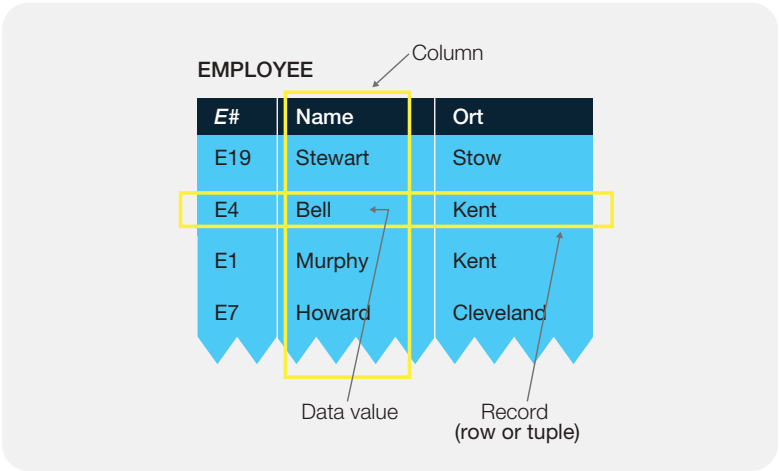 Column
EMPLOYEE
E# Name Ort
E19 Stewart Stow
E4 Bell Kent
E1 Murphy Kent
E7 Howard Cleveland
Data value Record
(row or tuple)